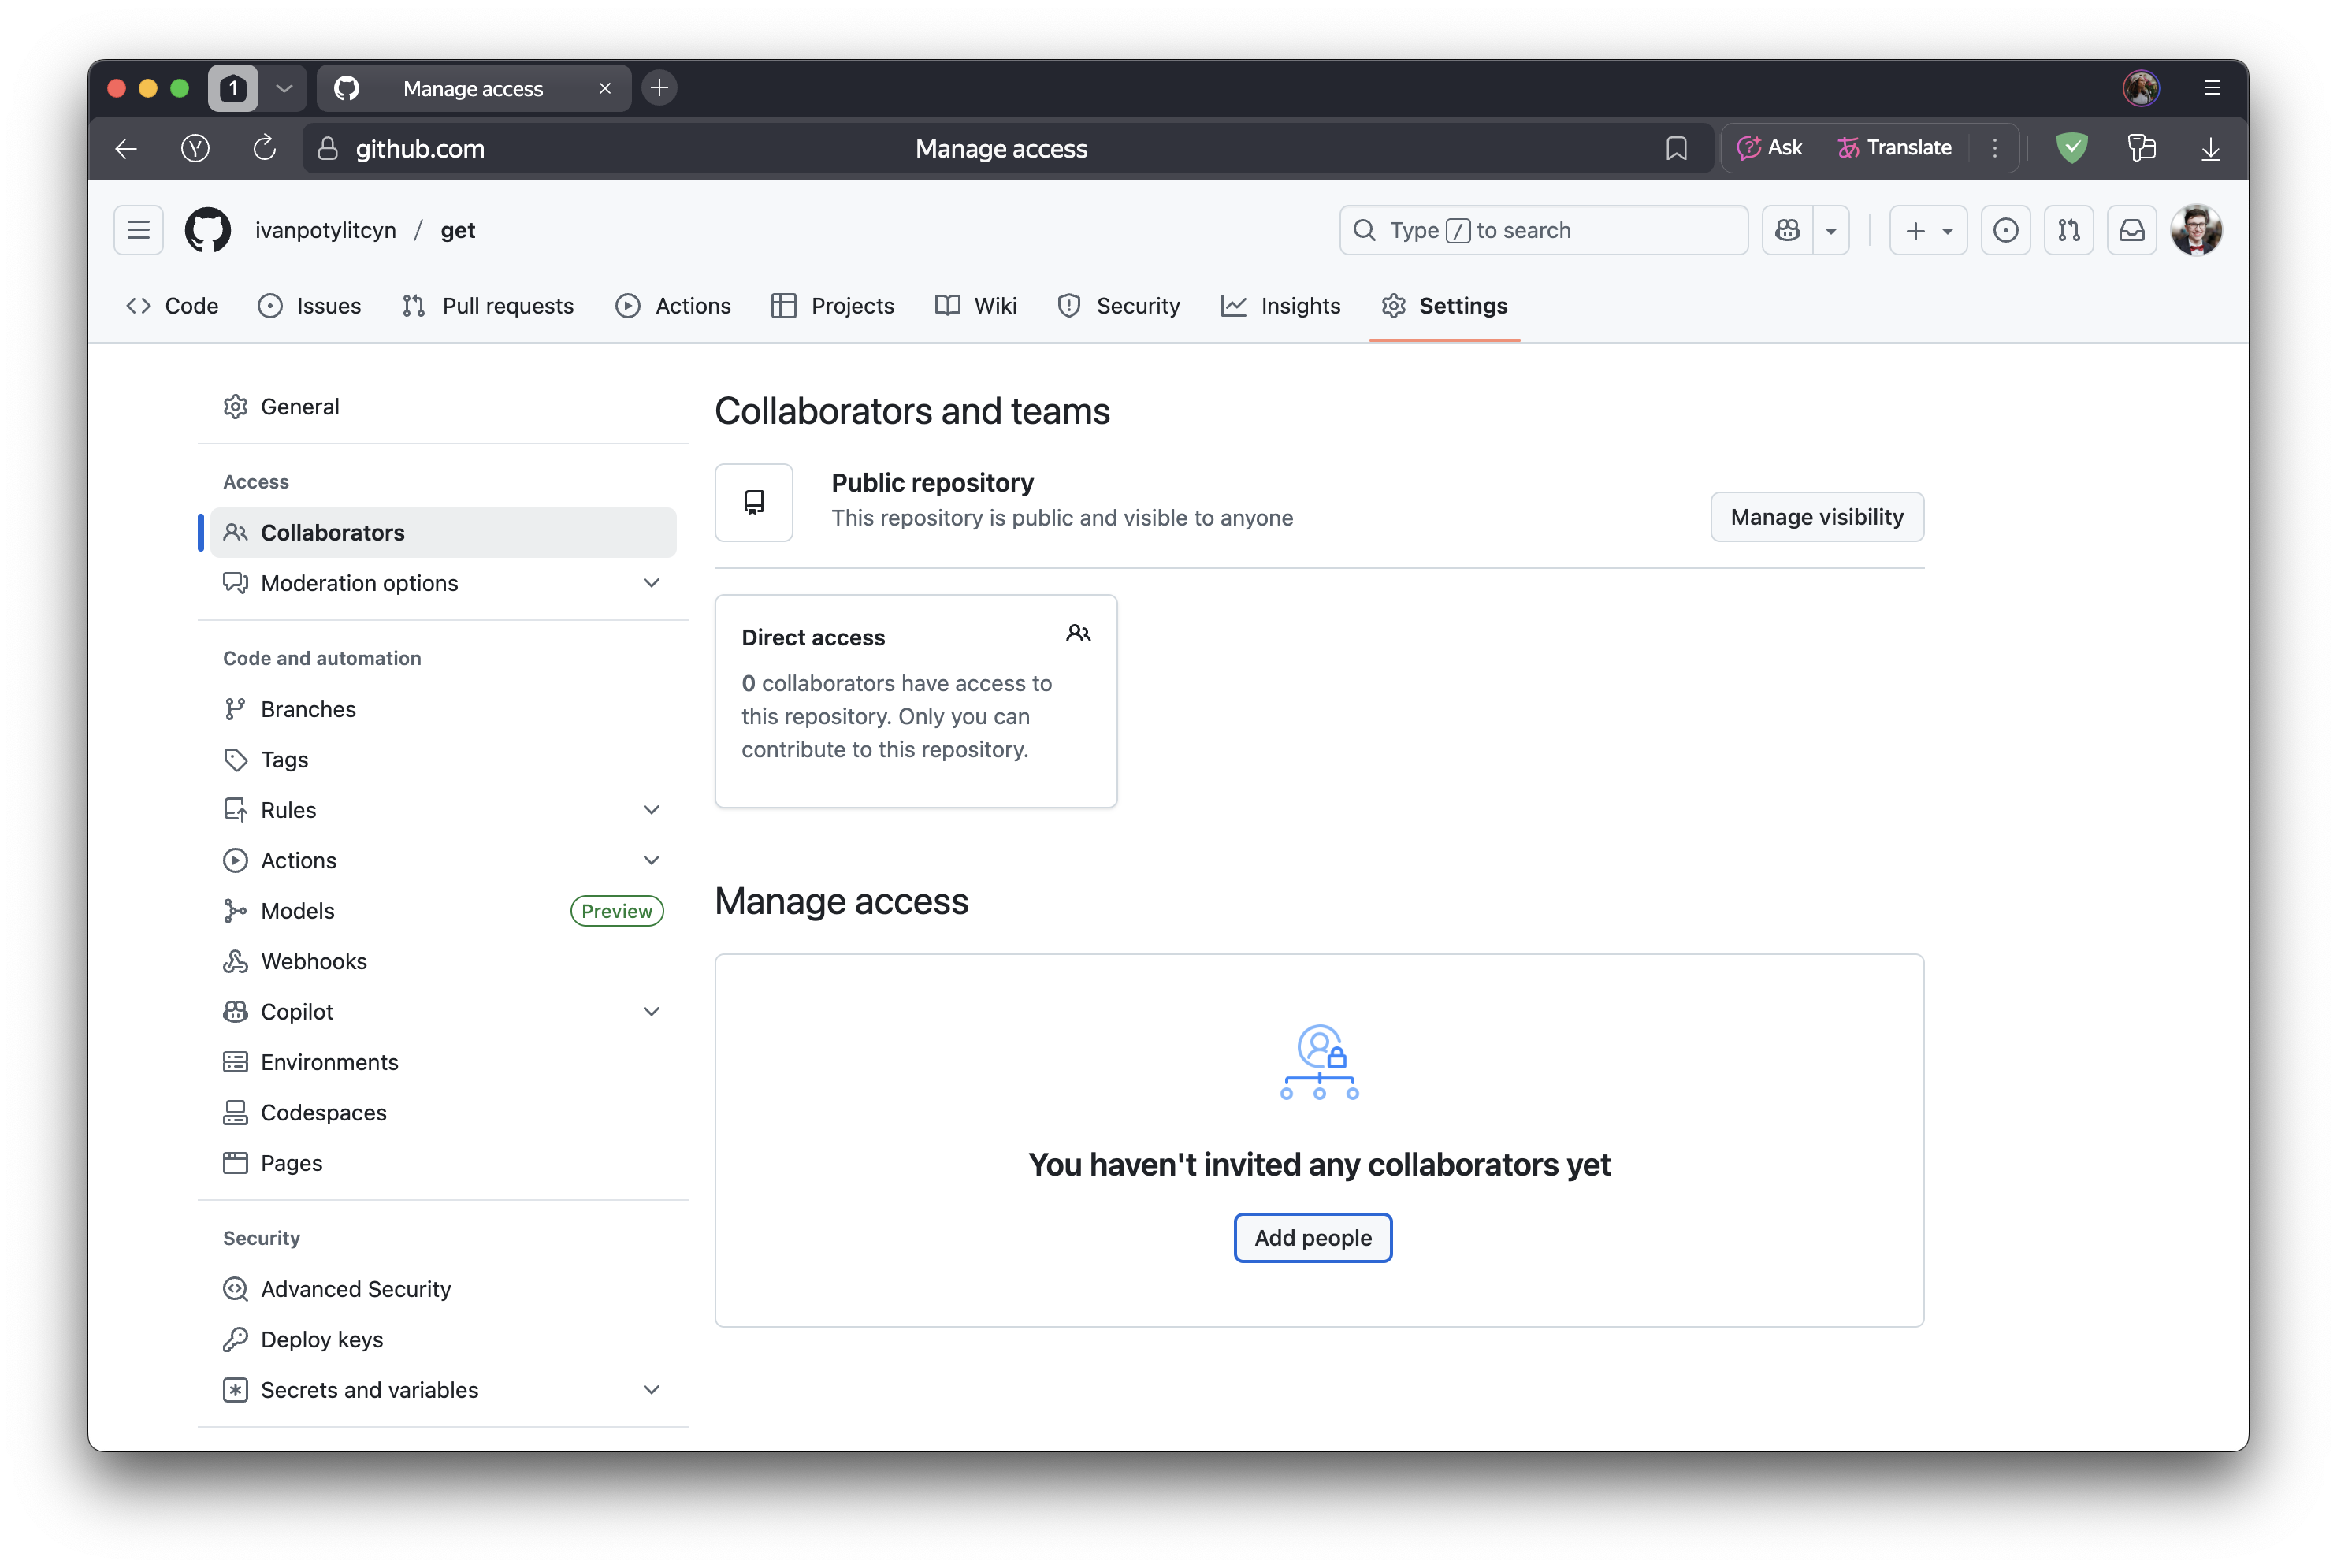 1
Manage access
github.com
Manage access
Ask
Translate
ivanpotylitcyn / get
Type / to search
Code
Issues
Pull requests
Actions
Projects
Wiki
Security
Insights
Settings
General
Access
Collaborators
Moderation options
Code and automation
Branches
Tags
Rules
Actions
Models
Preview
Webhooks
Copilot
Environments
Codespaces
Pages
Security
Advanced Security
Deploy keys
Secrets and variables
Collaborators and teams
Public repository
This repository is public and visible to anyone
Manage visibility
Direct access
0 collaborators have access to
this repository. Only you can
contribute to this repository.
Manage access
You haven't invited any collaborators yet
Add people